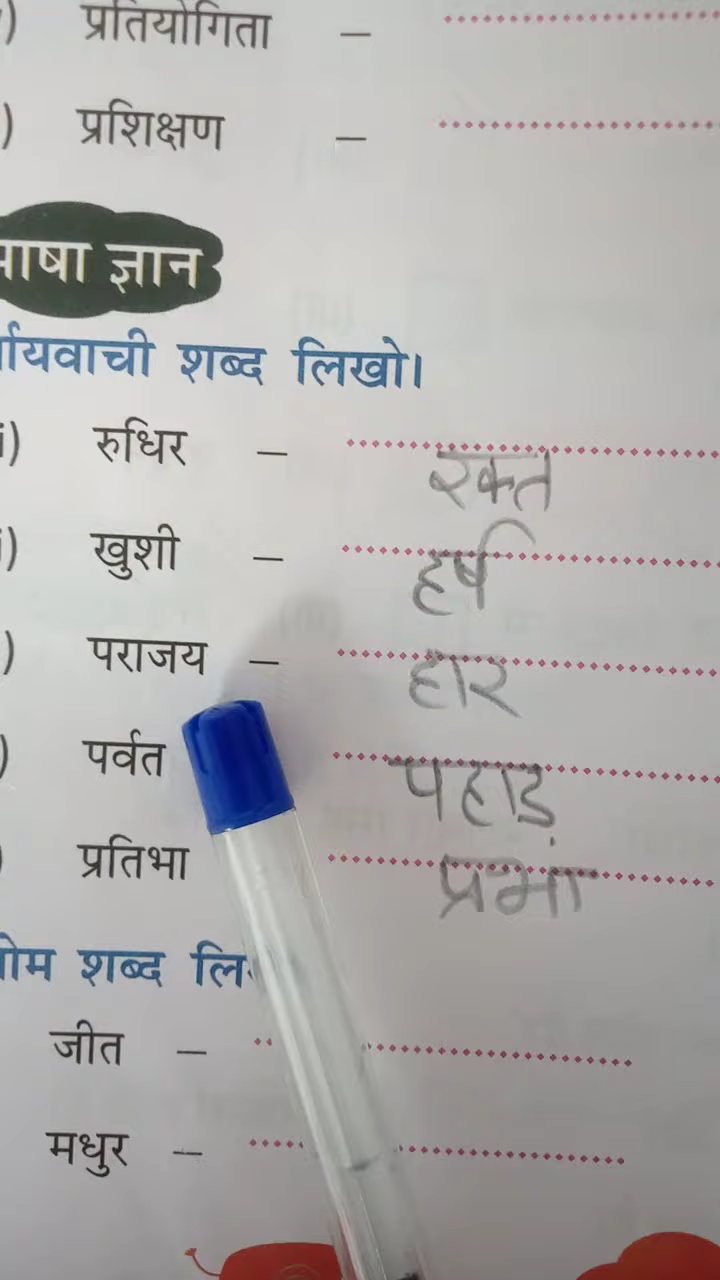 ) प्रतियोगिता –
) प्रशिक्षण –
भाषा ज्ञान
र्यायवाची शब्द लिखो।
i) रुधिर – रक्त
i) खुशी – हर्ष
) पराजय – हार
) पर्वत पहाड़
) प्रतिभा प्रभा
ोम शब्द लि
जीत –
मधुर –